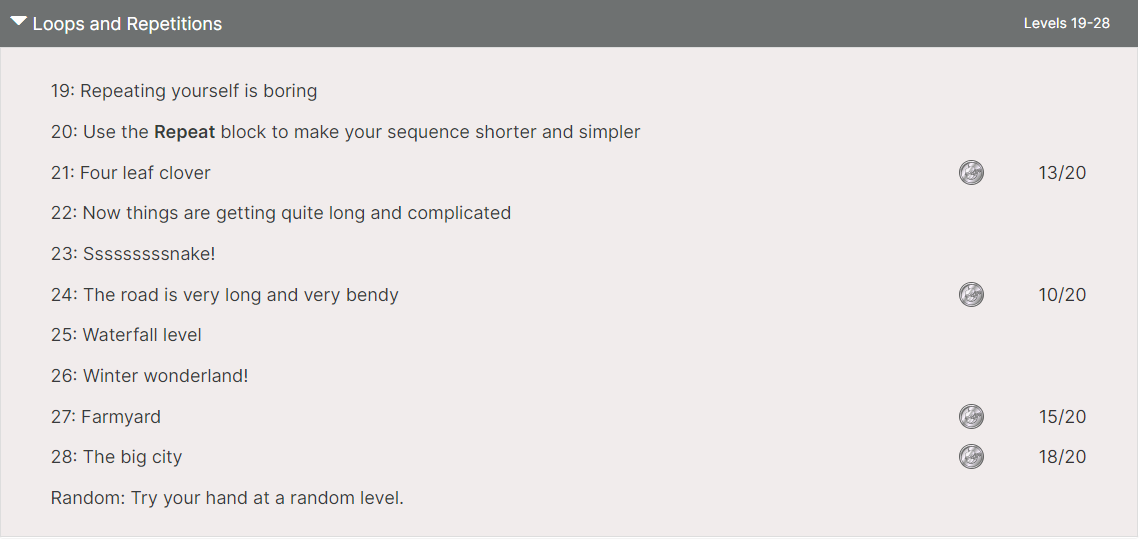 Loops and Repetitions Levels 19-28
19: Repeating yourself is boring
20: Use the Repeat block to make your sequence shorter and simpler
21: Four leaf clover 13/20
22: Now things are getting quite long and complicated
23: Sssssssssnake!
24: The road is very long and very bendy 10/20
25: Waterfall level
26: Winter wonderland!
27: Farmyard 15/20
28: The big city 18/20
Random: Try your hand at a random level.